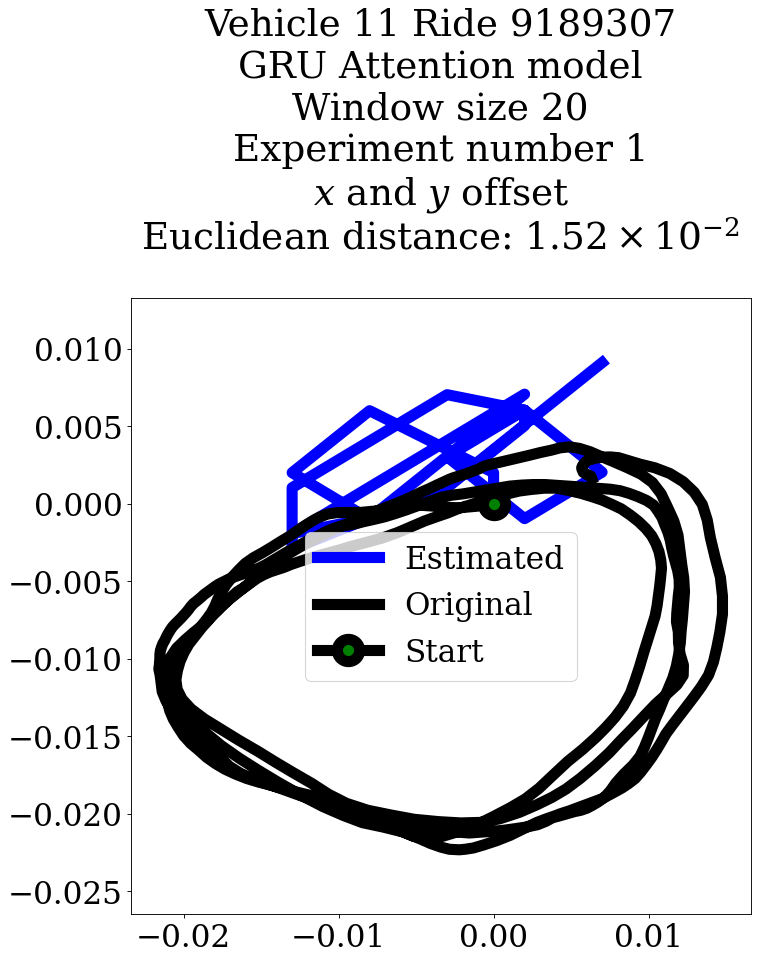 Vehicle 11 Ride 9189307
GRU Attention model
Window size 20
Experiment number 1
x and y offset
Euclidean distance: 1.52 × 10⁻²
0.010
0.005
0.000
−0.005
−0.010
−0.015
−0.020
−0.025
Estimated
Original
Start
−0.02 −0.01 0.00 0.01